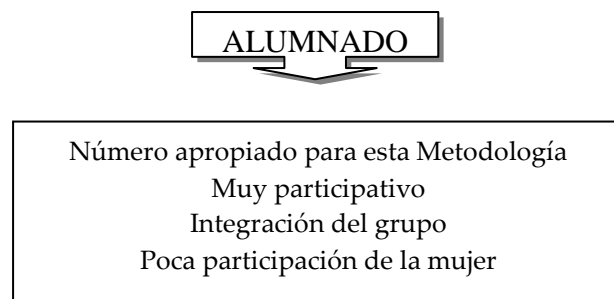 ALUMNADO
Número apropiado para esta Metodología
Muy participativo
Integración del grupo
Poca participación de la mujer